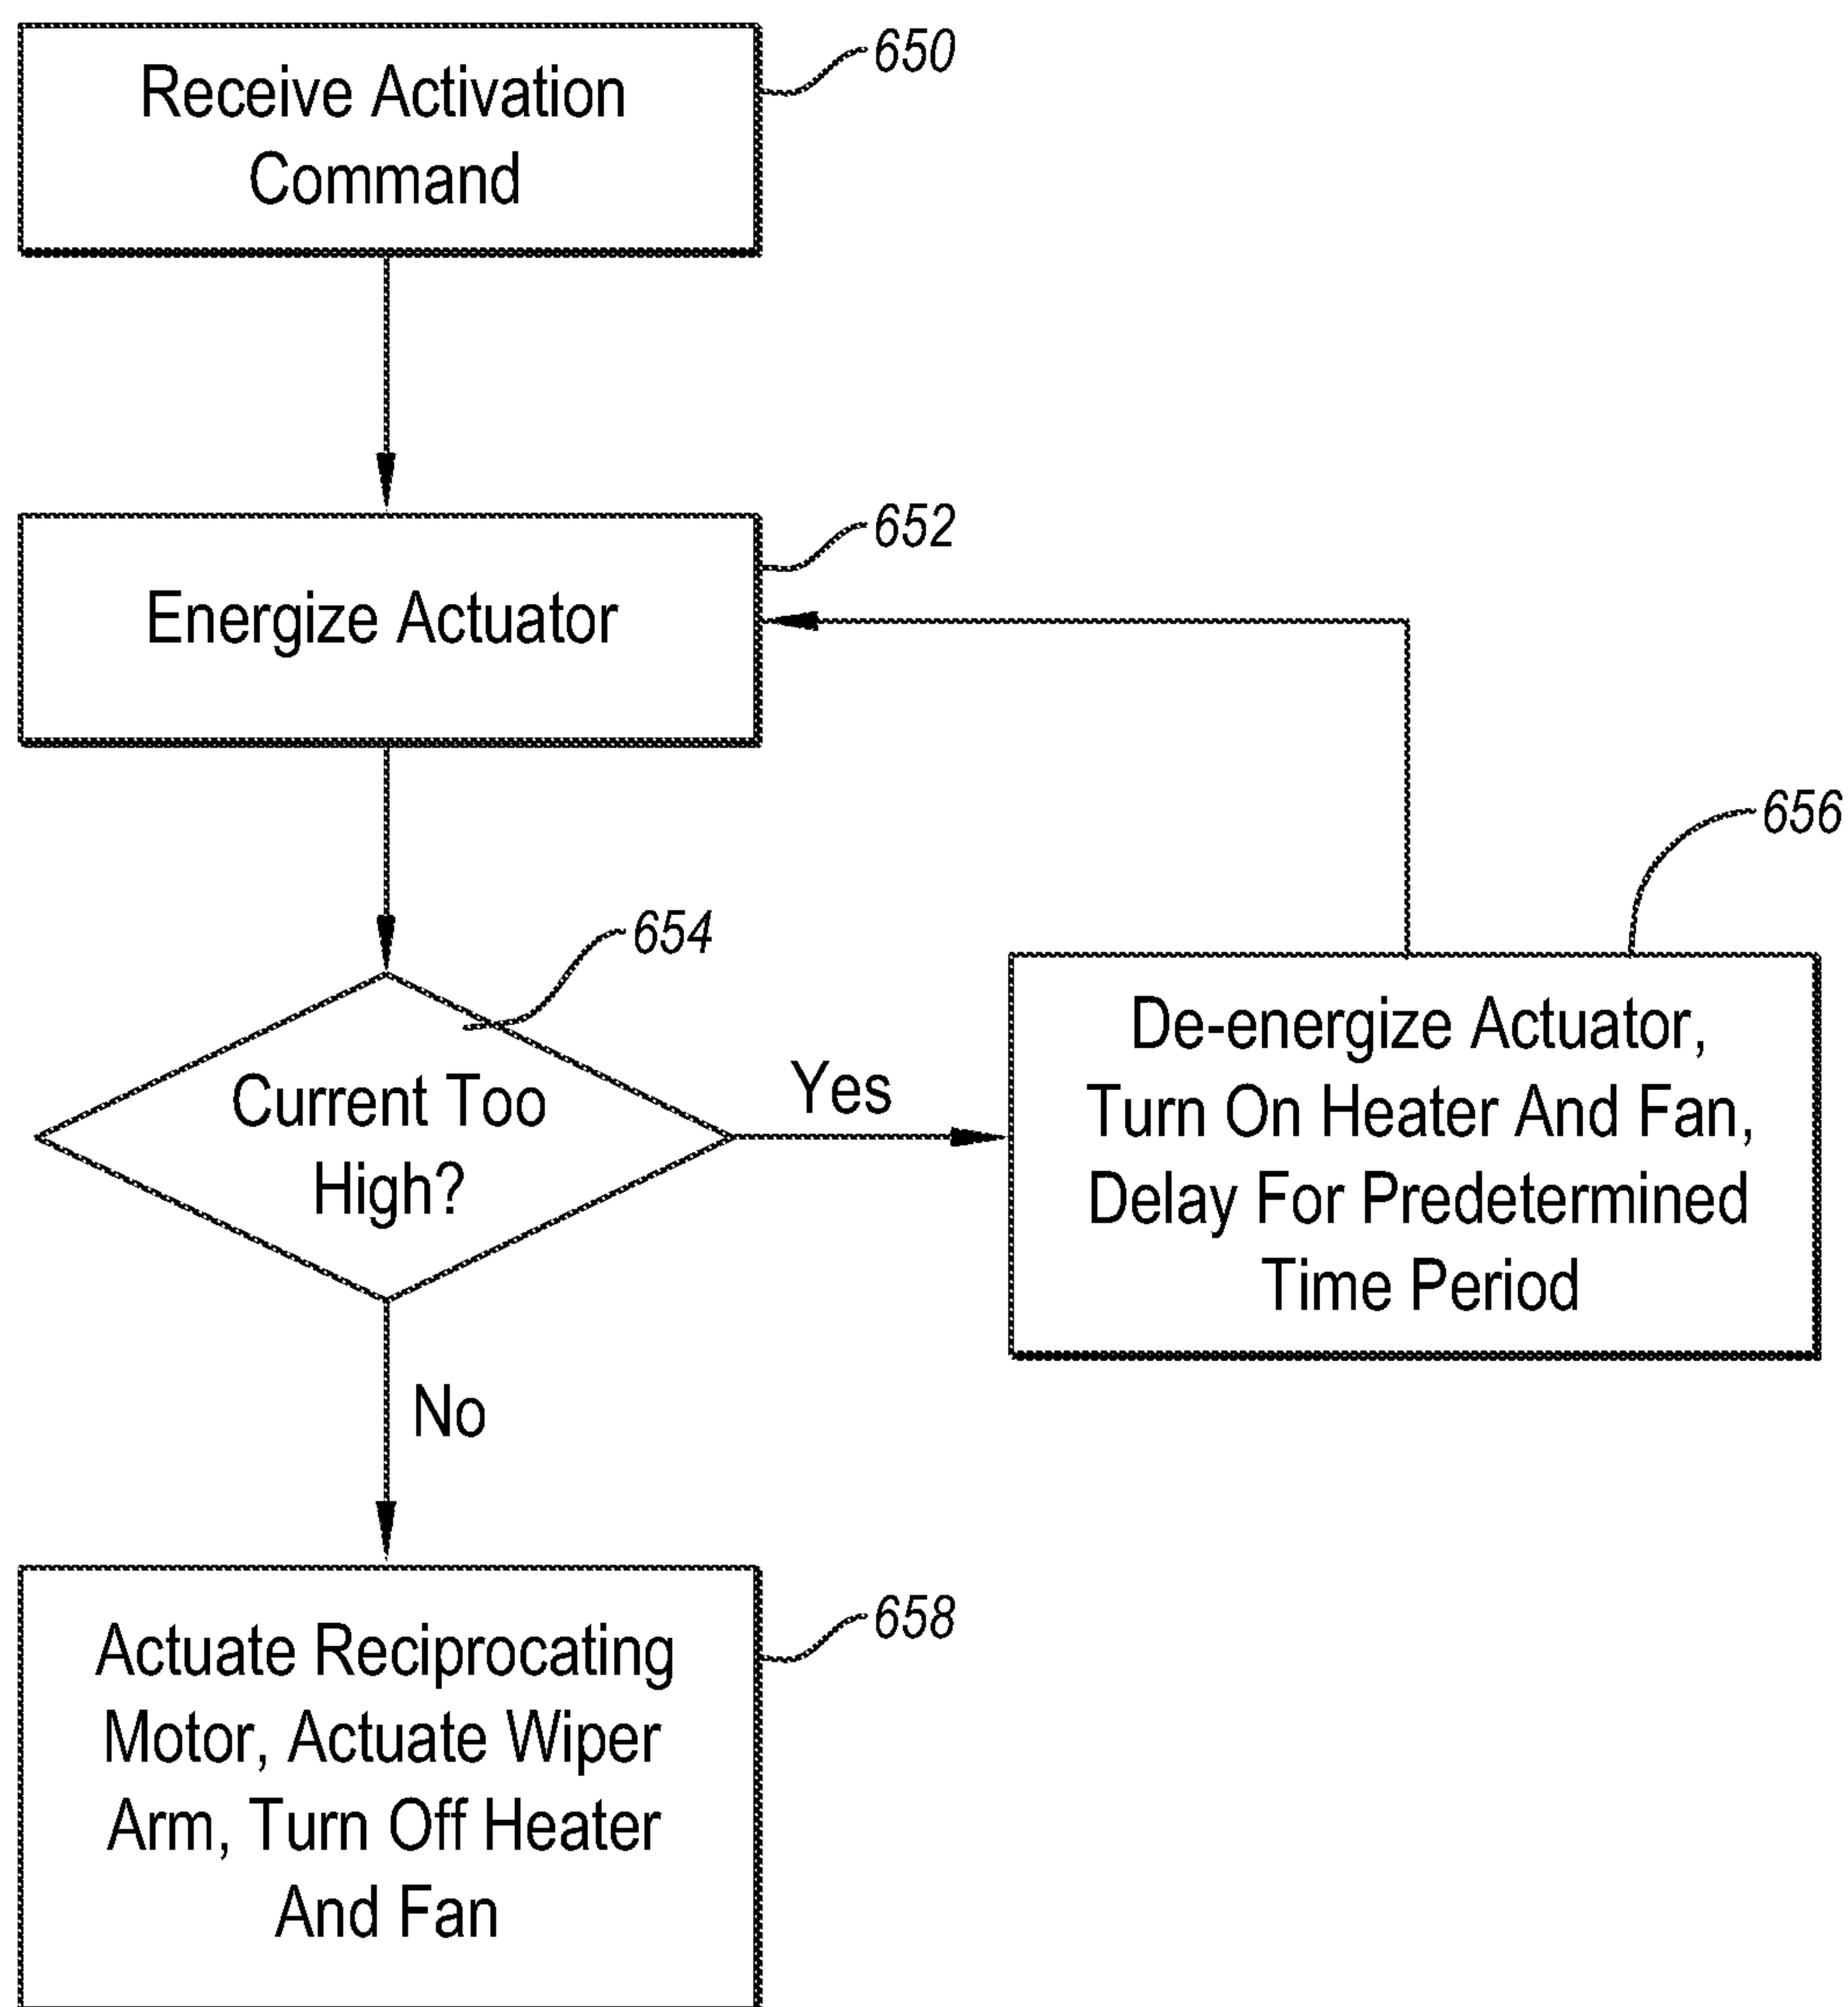 650
Receive Activation
Command
652
Energize Actuator
656
654
De-energize Actuator,
Turn On Heater And Fan,
Delay For Predetermined
Time Period
Current Too
High?
Yes
No
658
Actuate Reciprocating
Motor, Actuate Wiper
Arm, Turn Off Heater
And Fan